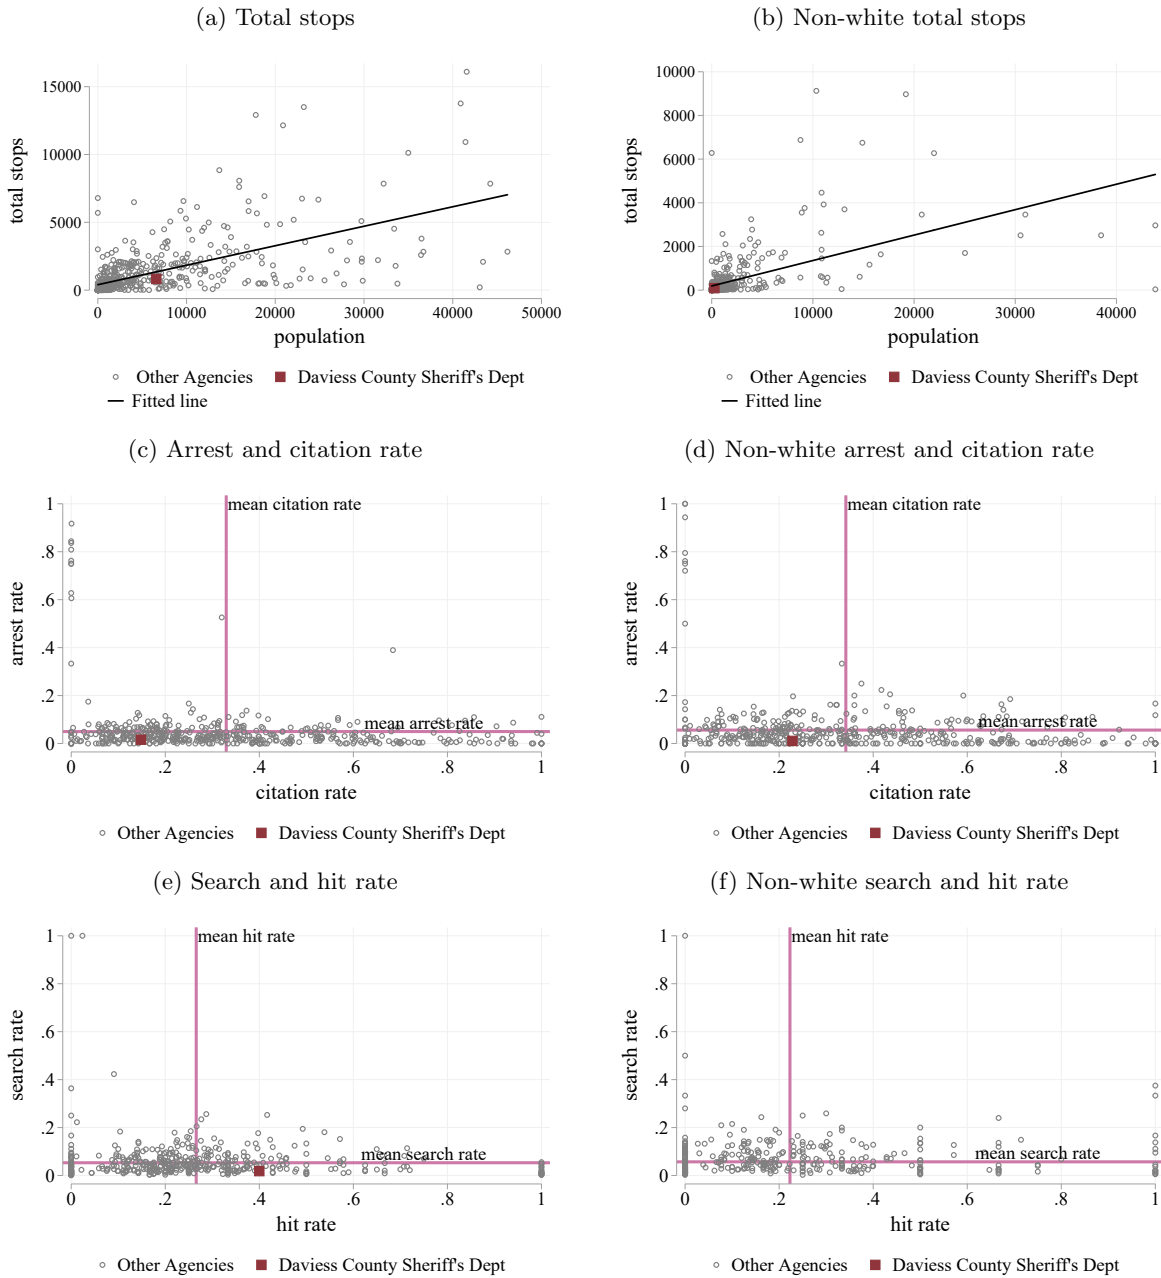 (a) Total stops
total stops
15000
10000
5000
0
0 10000 20000 30000 40000 50000
population
Other Agencies Daviess County Sheriff's Dept
Fitted line
(b) Non-white total stops
total stops
10000
8000
6000
4000
2000
0
0 10000 20000 30000 40000
population
Other Agencies Daviess County Sheriff's Dept
Fitted line
(c) Arrest and citation rate
arrest rate
1
.8
.6
.4
.2
0
mean citation rate
mean arrest rate
0 .2 .4 .6 .8 1
citation rate
Other Agencies Daviess County Sheriff's Dept
(d) Non-white arrest and citation rate
arrest rate
1
.8
.6
.4
.2
0
mean citation rate
mean arrest rate
0 .2 .4 .6 .8 1
citation rate
Other Agencies Daviess County Sheriff's Dept
(e) Search and hit rate
search rate
1
.8
.6
.4
.2
0
mean hit rate
mean search rate
0 .2 .4 .6 .8 1
hit rate
Other Agencies Daviess County Sheriff's Dept
(f) Non-white search and hit rate
search rate
1
.8
.6
.4
.2
0
mean hit rate
mean search rate
0 .2 .4 .6 .8 1
hit rate
Other Agencies Daviess County Sheriff's Dept